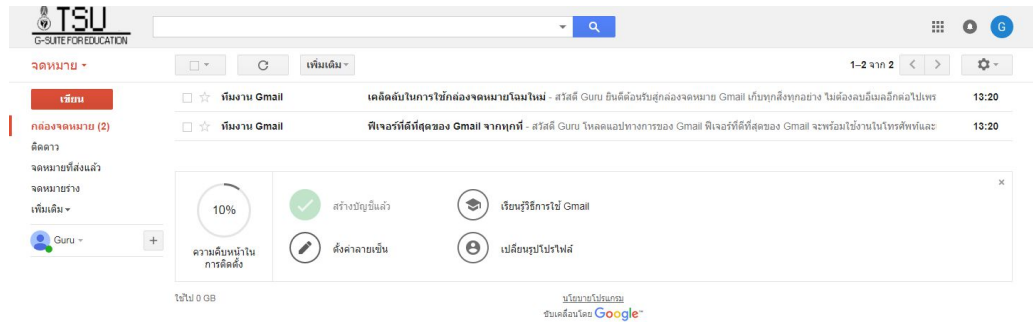 TSU
G-SUITE FOR EDUCATION
G
จดหมาย
เพิ่มเติม
1–2 จาก 2
เขียน
ทีมงาน Gmail เคล็ดลับในการใช้กล่องจดหมายโฉมใหม่ - สวัสดี Guru ยินดีต้อนรับสู่กล่องจดหมาย Gmail เก็บทุกสิ่งทุกอย่าง ไม่ต้องลบอีเมลอีกต่อไปเพร 13:20
กล่องจดหมาย (2)
ทีมงาน Gmail ฟีเจอร์ที่ดีที่สุดของ Gmail จากทุกที่ - สวัสดี Guru โหลดแอปทางการของ Gmail ฟีเจอร์ที่ดีที่สุดของ Gmail จะพร้อมใช้งานในโทรศัพท์และ 13:20
ติดดาว
จดหมายที่ส่งแล้ว
จดหมายร่าง
เพิ่มเติม
Guru
10%
ความคืบหน้าใน
การติดตั้ง
สร้างบัญชีแล้ว
เรียนรู้วิธีการใช้ Gmail
ตั้งค่าลายเซ็น
เปลี่ยนรูปโปรไฟล์
ใช้ไป 0 GB
นโยบายโปรแกรม
ขับเคลื่อนโดย Google™